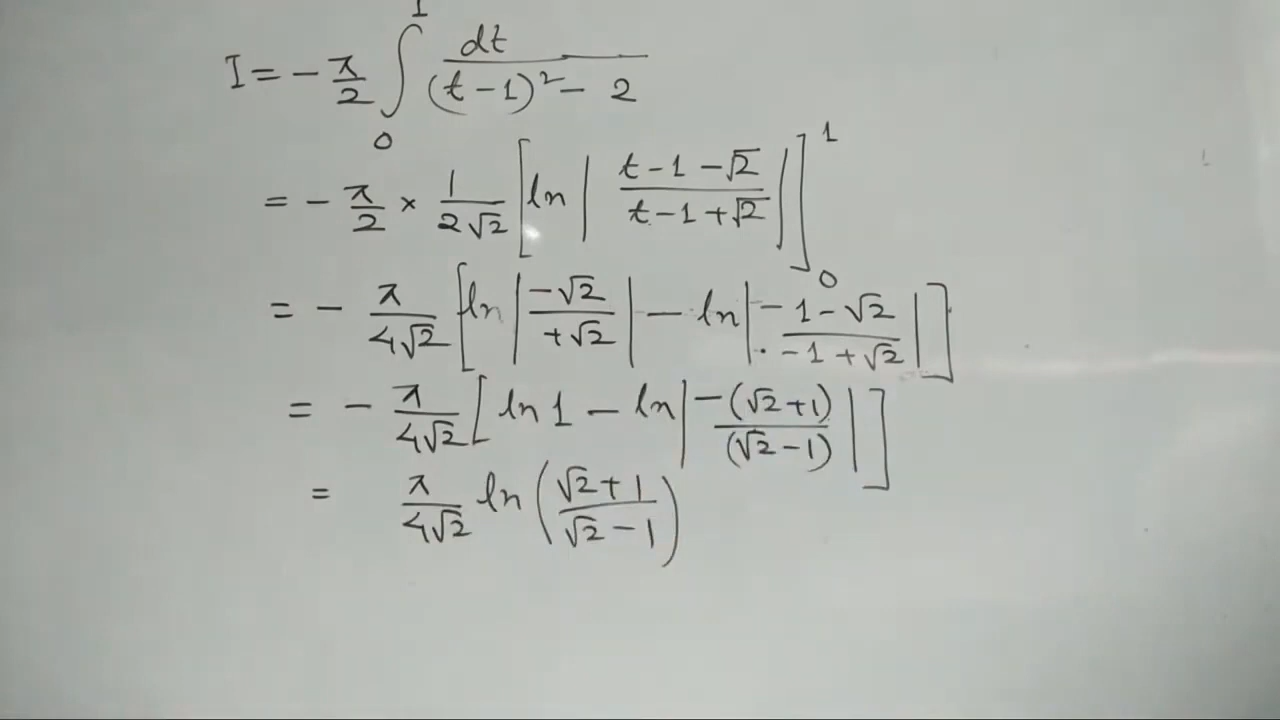 I = - π/2 ∫₀¹ dt/((t-1)² - 2)
= - π/2 × 1/(2√2) [ln |(t-1-√2)/(t-1+√2)|]₀¹
= - π/(4√2) [ln |(-√2)/(+√2)| - ln |(-1-√2)/(-1+√2)|]
= - π/(4√2) [ln 1 - ln |(-(√2+1))/((√2-1))|]
= π/(4√2) ln ((√2+1)/(√2-1))